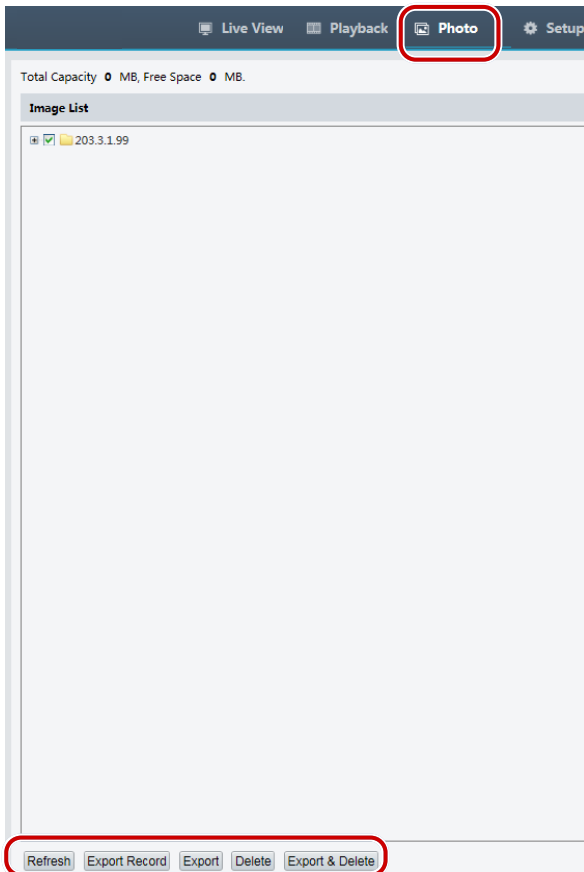 Live View Playback Photo Setup
Total Capacity 0 MB, Free Space 0 MB.
Image List
203.3.1.99
Refresh Export Record Export Delete Export & Delete